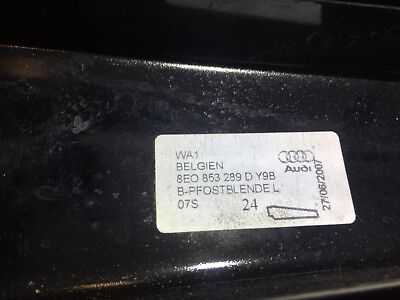 WA1
BELGIEN
8E0 853 289 D Y9B
B-PFOSTBLENDE L
07S 24
Audi
27/06/2007